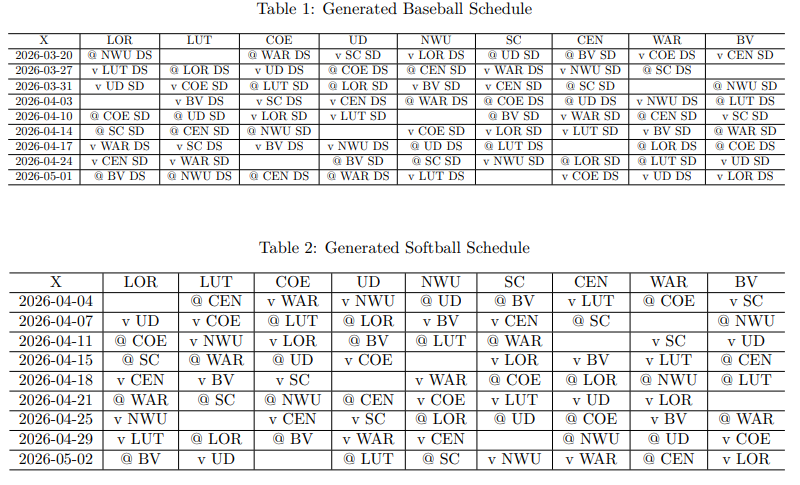 Table 1: Generated Baseball Schedule
X LOR LUT COE UD NWU SC CEN WAR BV
2026-03-20 @ NWU DS @ WAR DS v SC SD v LOR DS @ UD SD @ BV SD v COE DS v CEN SD
2026-03-27 v LUT DS @ LOR DS v UD DS @ COE DS @ CEN SD v WAR DS v NWU SD @ SC DS
2026-03-31 v UD SD v COE SD @ LUT SD @ LOR SD v BV SD v CEN SD @ SC SD @ NWU SD
2026-04-03 v BV DS v SC DS v CEN DS @ WAR DS @ COE DS @ UD DS v NWU DS @ LUT DS
2026-04-10 @ COE SD @ UD SD v LOR SD v LUT SD @ BV SD v WAR SD @ CEN SD v SC SD
2026-04-14 @ SC SD @ CEN SD @ NWU SD v COE SD v LOR SD v LUT SD v BV SD @ WAR SD
2026-04-17 v WAR DS v SC DS v BV DS v NWU DS @ UD DS @ LUT DS @ LOR DS @ COE DS
2026-04-24 v CEN SD v WAR SD @ BV SD @ SC SD v NWU SD @ LOR SD @ LUT SD v UD SD
2026-05-01 @ BV DS @ NWU DS @ CEN DS @ WAR DS v LUT DS v COE DS v UD DS v LOR DS
Table 2: Generated Softball Schedule
X LOR LUT COE UD NWU SC CEN WAR BV
2026-04-04 @ CEN v WAR v NWU @ UD @ BV v LUT @ COE v SC
2026-04-07 v UD v COE @ LUT @ LOR v BV v CEN @ SC @ NWU
2026-04-11 @ COE v NWU v LOR @ BV @ LUT @ WAR v SC v UD
2026-04-15 @ SC @ WAR @ UD v COE v LOR v BV v LUT @ CEN
2026-04-18 v CEN v BV v SC v WAR @ COE @ LOR @ NWU @ LUT
2026-04-21 @ WAR @ SC @ NWU @ CEN v COE v LUT v UD v LOR
2026-04-25 v NWU v CEN v SC @ LOR @ UD @ COE v BV @ WAR
2026-04-29 v LUT @ LOR @ BV v WAR v CEN @ NWU @ UD v COE
2026-05-02 @ BV v UD @ LUT @ SC v NWU v WAR @ CEN v LOR